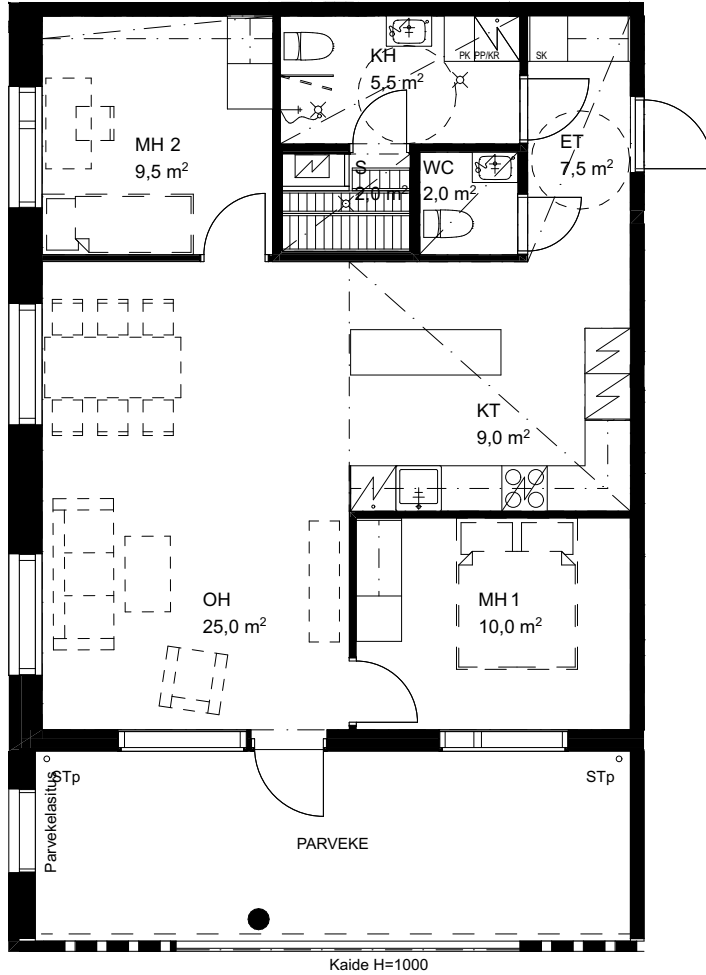 KH
5,5 m²
PK PP/KR
SK
MH 2
9,5 m²
S
2,0 m²
WC
2,0 m²
ET
7,5 m²
KT
9,0 m²
OH
25,0 m²
MH 1
10,0 m²
STp
STp
Parvekelasitus
PARVEKE
Kaide H=1000